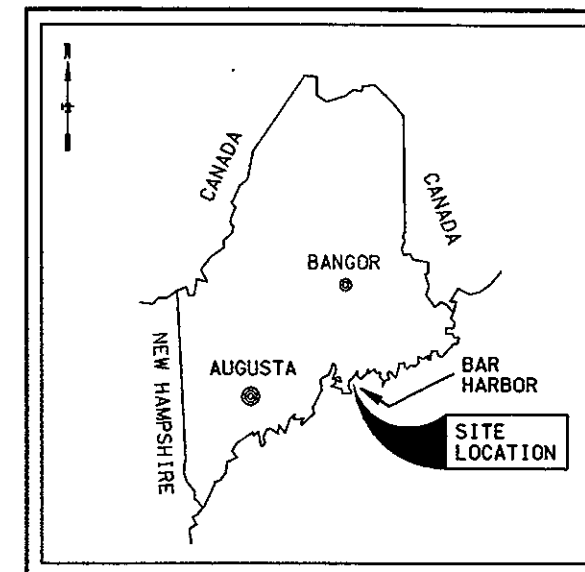 N
CANADA
CANADA
BANGOR
NEW HAMPSHIRE
AUGUSTA
BAR
HARBOR
SITE
LOCATION